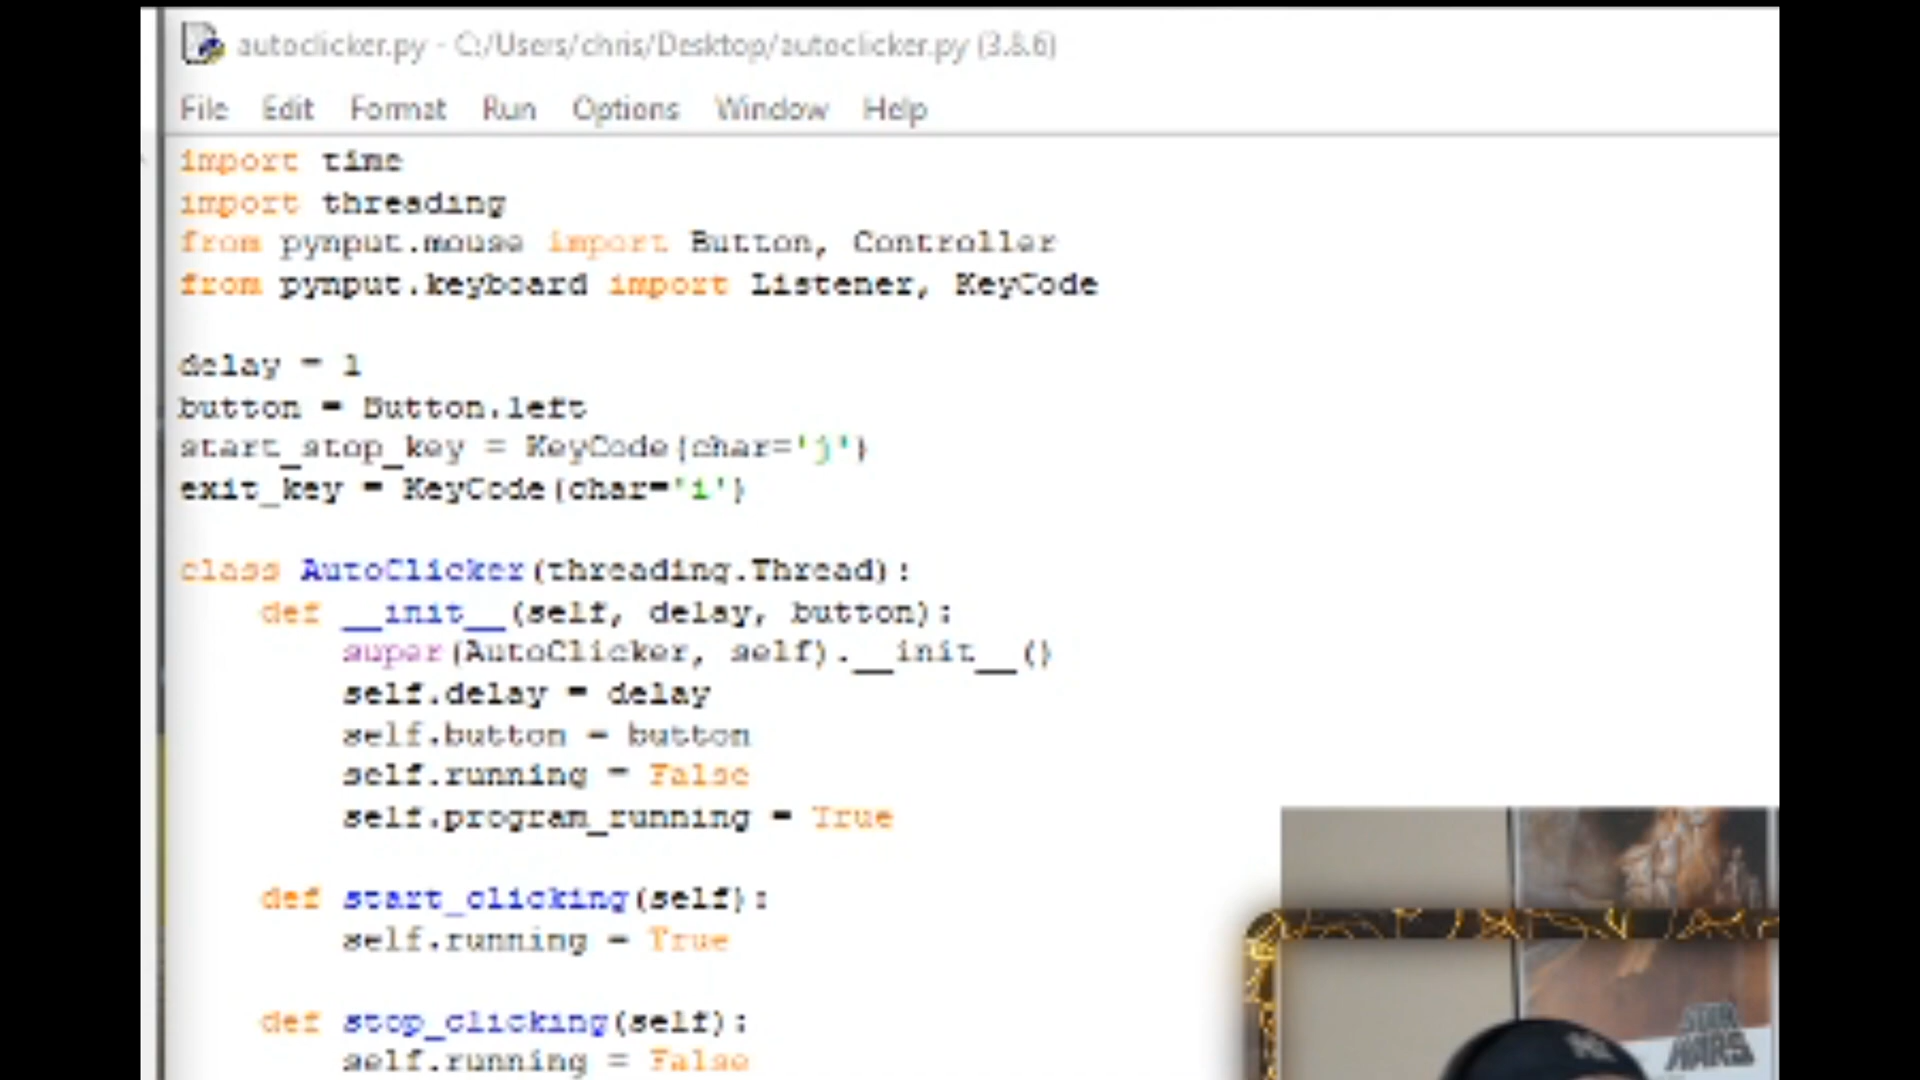 autoclicker.py - C:/Users/chris/Desktop/autoclicker.py (3.8.6)
File Edit Format Run Options Window Help
import time
import threading
from pynput.mouse import Button, Controller
from pynput.keyboard import Listener, KeyCode
delay = 1
button = Button.left
start_stop_key = KeyCode(char='j')
exit_key = KeyCode(char='i')
class AutoClicker(threading.Thread):
def __init__(self, delay, button):
super(AutoClicker, self).__init__()
self.delay = delay
self.button = button
self.running = False
self.program_running = True
def start_clicking(self):
self.running = True
def stop_clicking(self):
self.running = False
STAR
WARS